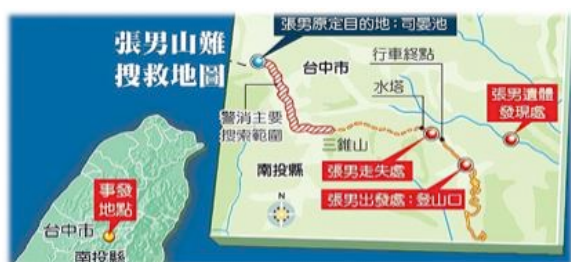 張男山難
搜救地圖
張男原定目的地：司晏池
台中市
行車終點
水塔
張男遺體
發現處
警消主要
搜索範圍
三錐山
南投縣
張男走失處
張男出發處：登山口
N
事發
地點
台中市
南投縣